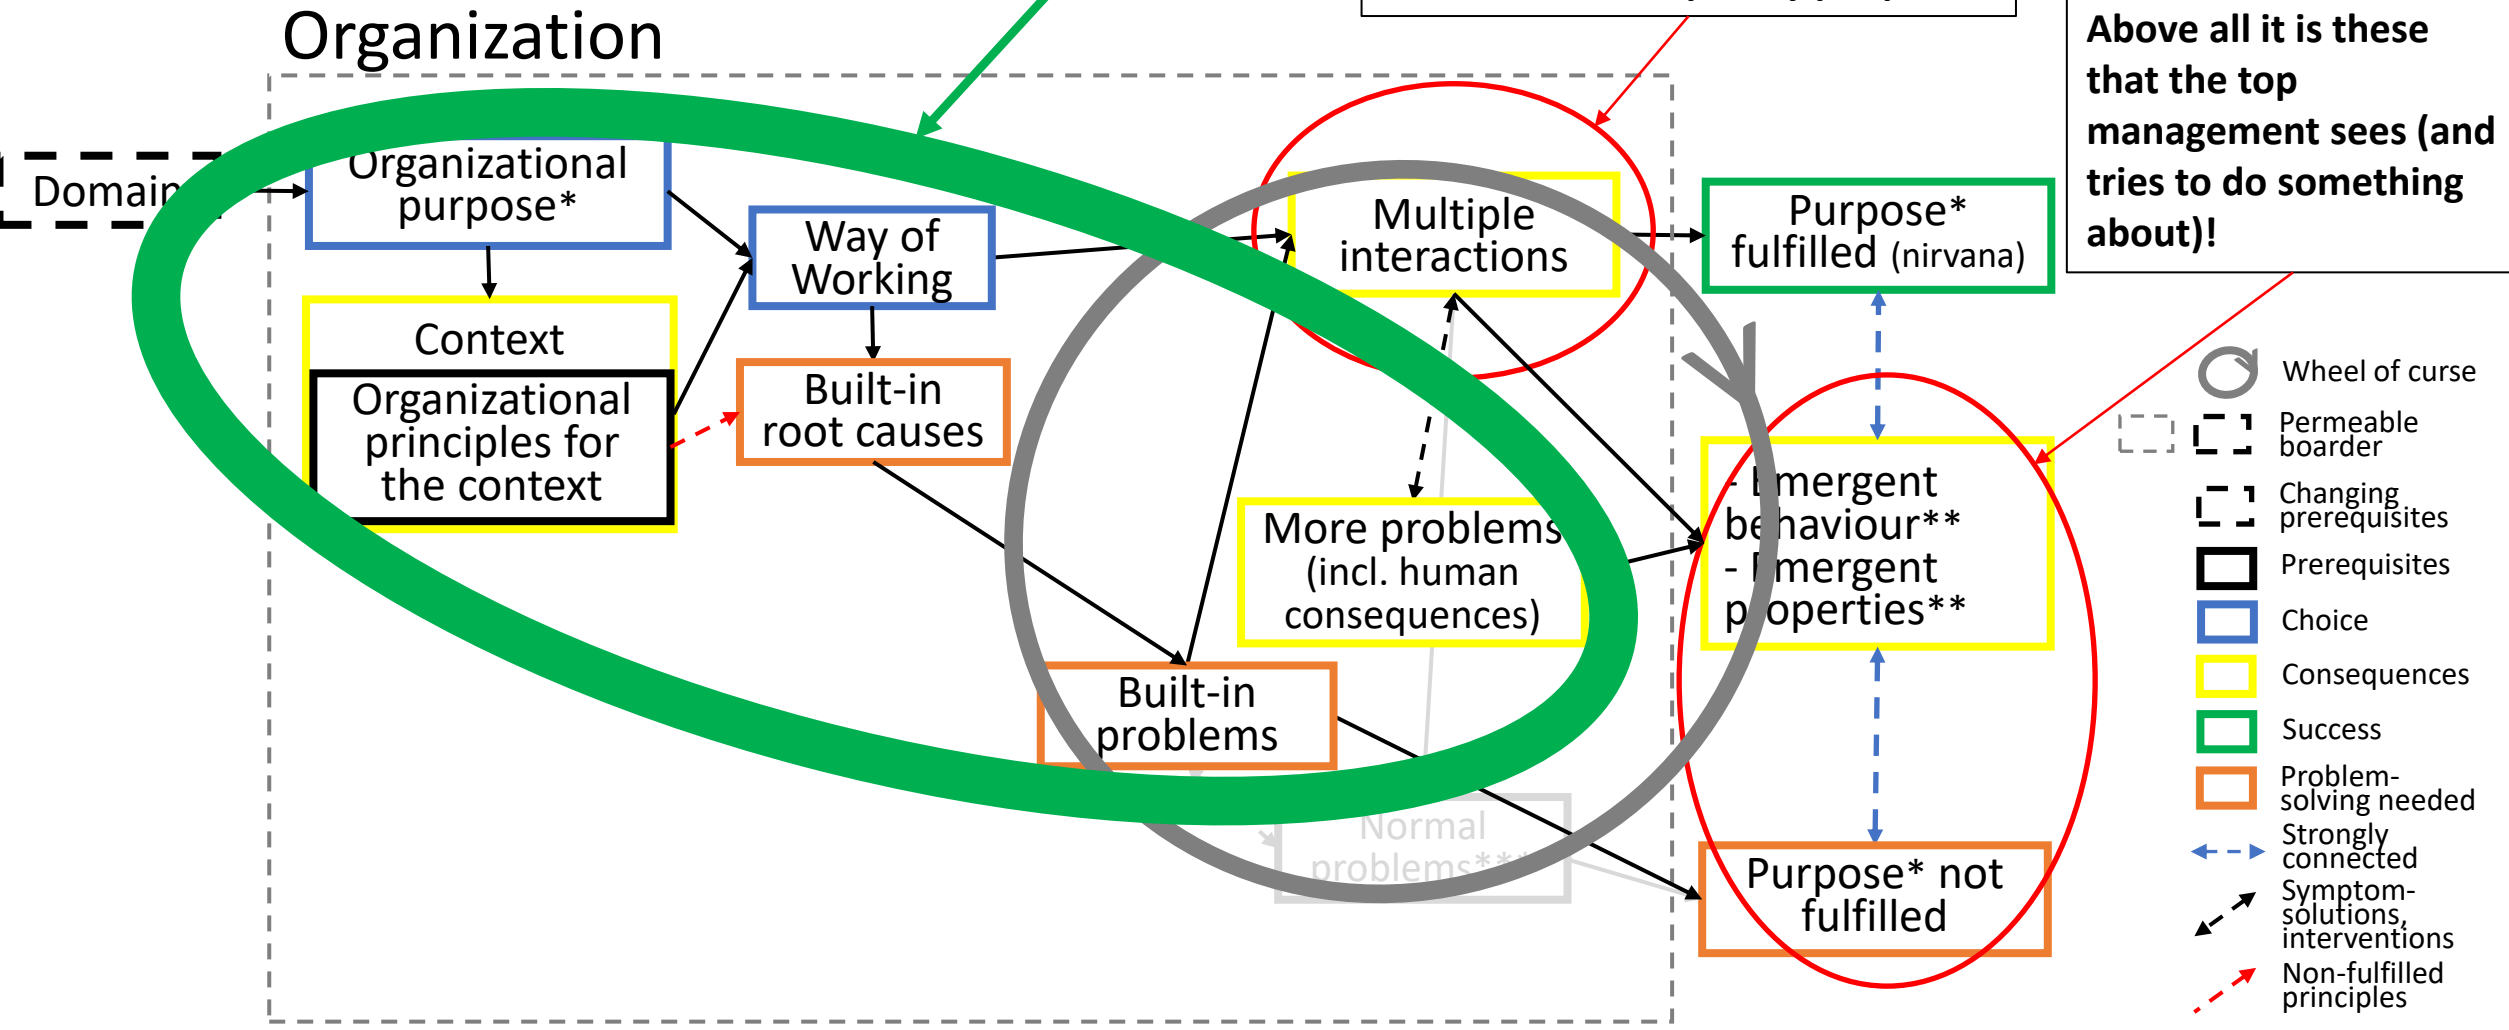 Organization
Above all it is these
that the top
management sees (and
tries to do something
about)!
Domain
Organizational
purpose*
Way of
Working
Multiple
interactions
Purpose*
fulfilled (nirvana)
Context
Organizational
principles for
the context
Built-in
root causes
More problems
(incl. human
consequences)
- Emergent
behaviour**
- Emergent
properties**
Built-in
problems
Normal
problems***
Purpose* not
fulfilled
Wheel of curse
Permeable
boarder
Changing
prerequisites
Prerequisites
Choice
Consequences
Success
Problem-
solving needed
Strongly
connected
Symptom-
solutions,
interventions
Non-fulfilled
principles